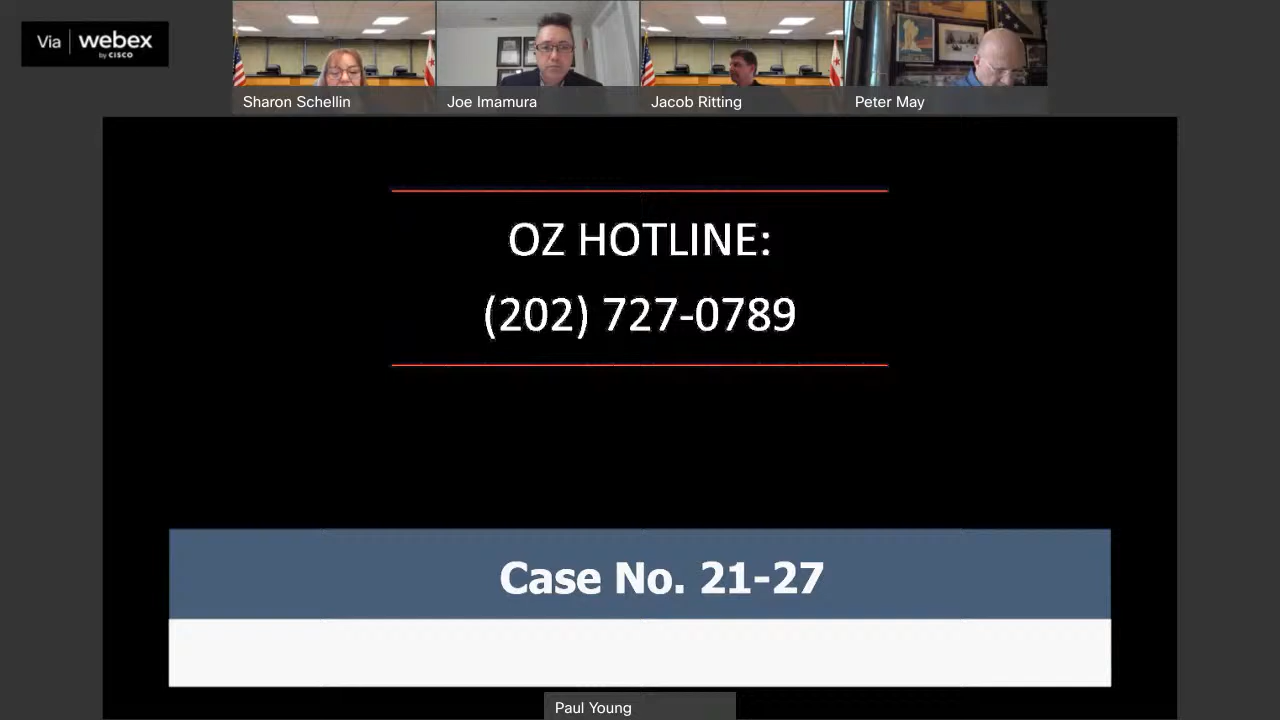 Via webex
by CISCO
Sharon Schellin
Joe Imamura
Jacob Ritting
Peter May
OZ HOTLINE:
(202) 727-0789
Case No. 21-27
Paul Young